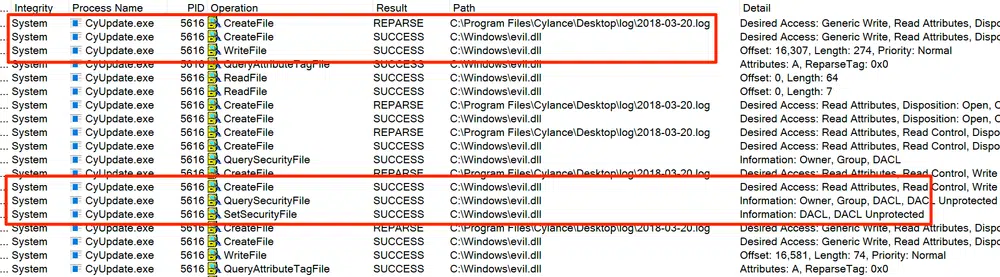 Integrity Process Name PID Operation Result Path Detail
... System CyUpdate.exe 5616 CreateFile REPARSE C:\Program Files\Cylance\Desktop\log\2018-03-20.log Desired Access: Generic Write, Read Attributes, Disposi
... System CyUpdate.exe 5616 CreateFile SUCCESS C:\Windows\evil.dll Desired Access: Generic Write, Read Attributes, Dispos
... System CyUpdate.exe 5616 WriteFile SUCCESS C:\Windows\evil.dll Offset: 16,307, Length: 274, Priority: Normal
... System CyUpdate.exe 5616 QueryAttributeTagFile SUCCESS C:\Windows\evil.dll Attributes: A, ReparseTag: 0x0
... System CyUpdate.exe 5616 ReadFile SUCCESS C:\Windows\evil.dll Offset: 0, Length: 64
... System CyUpdate.exe 5616 ReadFile SUCCESS C:\Windows\evil.dll Offset: 0, Length: 7
... System CyUpdate.exe 5616 CreateFile REPARSE C:\Program Files\Cylance\Desktop\log\2018-03-20.log Desired Access: Read Attributes, Disposition: Open, C
... System CyUpdate.exe 5616 CreateFile SUCCESS C:\Windows\evil.dll Desired Access: Read Attributes, Disposition: Open, C
... System CyUpdate.exe 5616 CreateFile REPARSE C:\Program Files\Cylance\Desktop\log\2018-03-20.log Desired Access: Read Attributes, Read Control, Dispo
... System CyUpdate.exe 5616 CreateFile SUCCESS C:\Windows\evil.dll Desired Access: Read Attributes, Read Control, Dispo
... System CyUpdate.exe 5616 QuerySecurityFile SUCCESS C:\Windows\evil.dll Information: Owner, Group, DACL
... System CyUpdate.exe 5616 CreateFile REPARSE C:\Program Files\Cylance\Desktop\log\2018-03-20.log Desired Access: Read Attributes, Read Control, Write
... System CyUpdate.exe 5616 CreateFile SUCCESS C:\Windows\evil.dll Desired Access: Read Attributes, Read Control, Write
... System CyUpdate.exe 5616 QuerySecurityFile SUCCESS C:\Windows\evil.dll Information: Owner, Group, DACL, DACL Unprotected
... System CyUpdate.exe 5616 SetSecurityFile SUCCESS C:\Windows\evil.dll Information: DACL, DACL Unprotected
... System CyUpdate.exe 5616 CreateFile REPARSE C:\Program Files\Cylance\Desktop\log\2018-03-20.log Desired Access: Generic Write, Read Attributes, Dispo
... System CyUpdate.exe 5616 CreateFile SUCCESS C:\Windows\evil.dll Desired Access: Generic Write, Read Attributes, Dispo
... System CyUpdate.exe 5616 WriteFile SUCCESS C:\Windows\evil.dll Offset: 16,581, Length: 74, Priority: Normal
... System CyUpdate.exe 5616 QueryAttributeTagFile SUCCESS C:\Windows\evil.dll Attributes: A, ReparseTag: 0x0